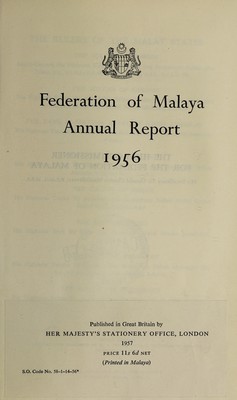 Federation of Malaya
Annual Report
1956
Published in Great Britain by
HER MAJESTY'S STATIONERY OFFICE, LONDON
1957
PRICE 11s 6d NET
(Printed in Malaya)
S.O. Code No. 58-1-14-56*